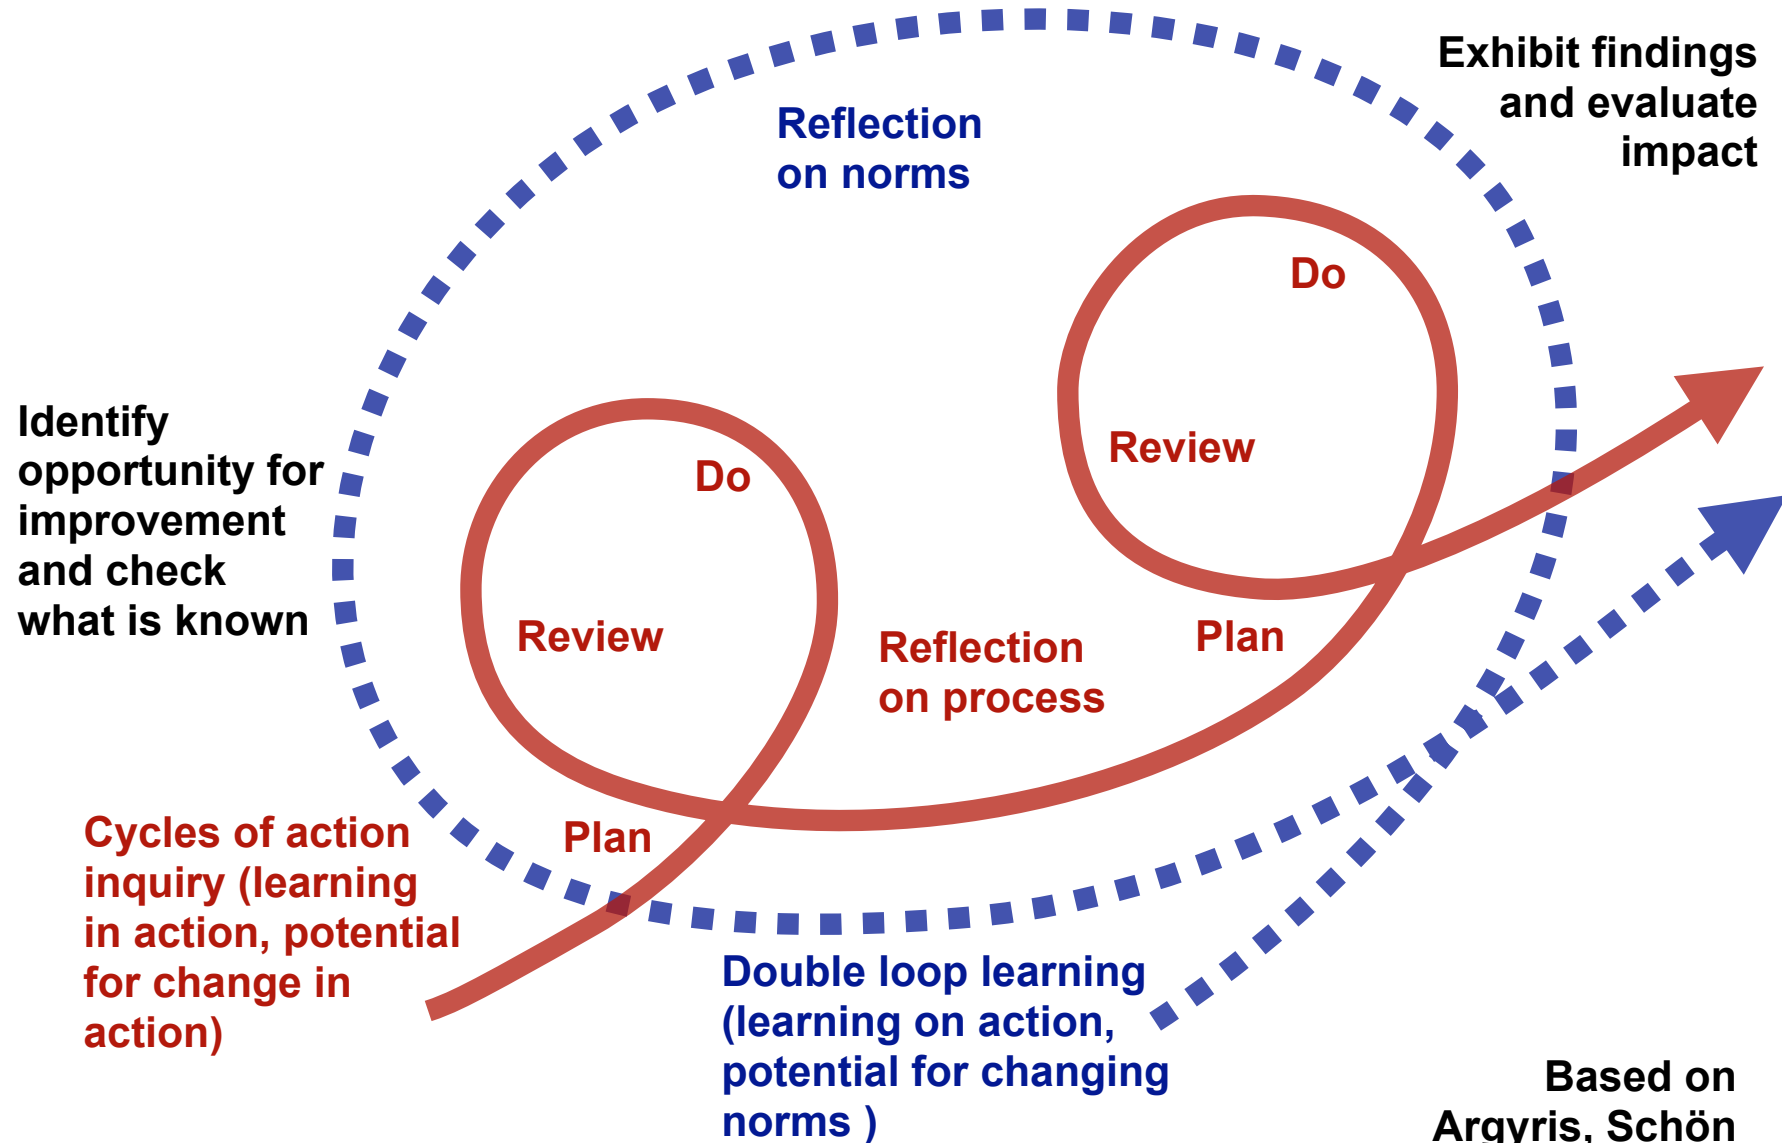 Exhibit findings
and evaluate
impact
Reflection
on norms
Do
Review
Identify
opportunity for
improvement
and check
what is known
Do
Review
Reflection
on process
Plan
Cycles of action
inquiry (learning
in action, potential
for change in
action)
Plan
Double loop learning
(learning on action,
potential for changing
norms )
Based on
Argyris, Schön